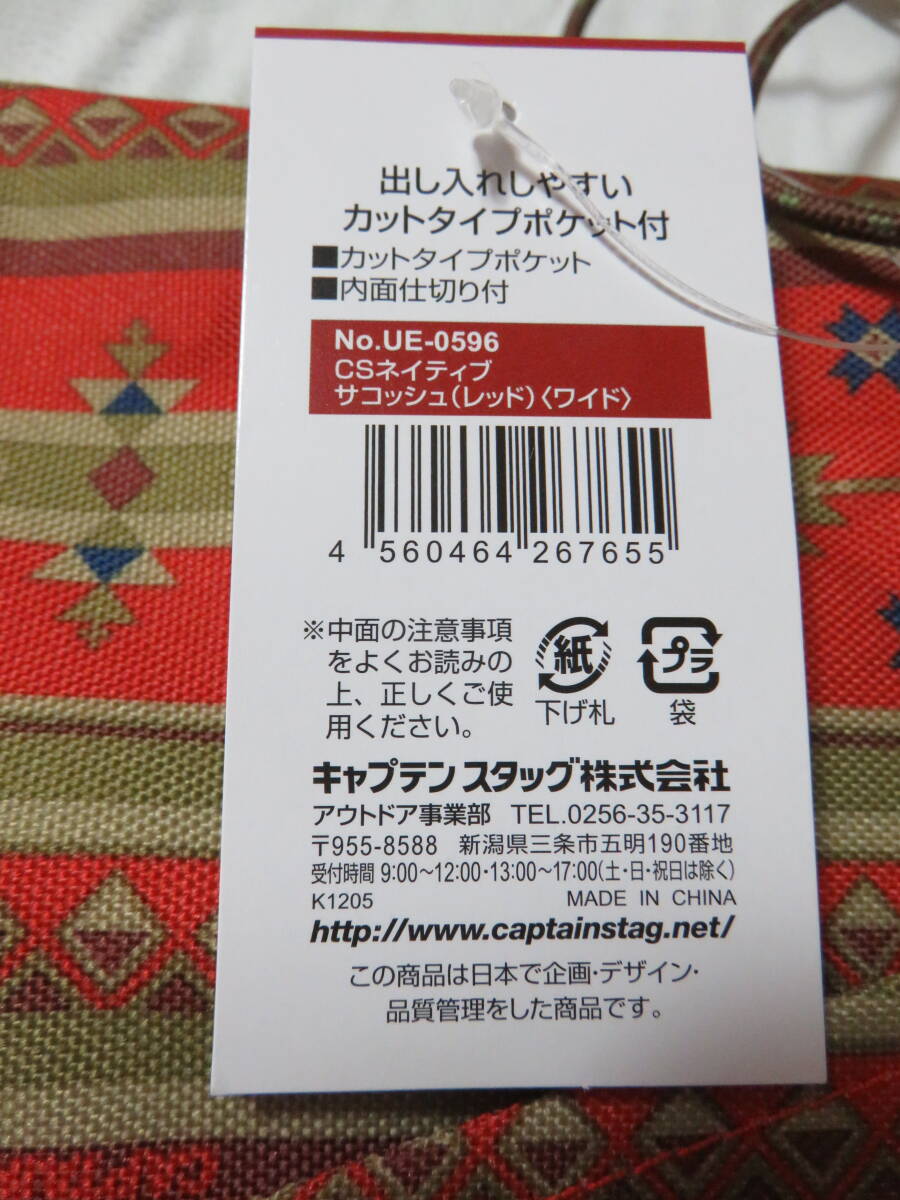 出し入れしやすい
カットタイプポケット付
■カットタイプポケット
■内面仕切り付
No.UE-0596
CSネイティブ
サコッシュ(レッド)〈ワイド〉
4 560464 267655
※中面の注意事項
をよくお読みの
上、正しくご使
用ください。
紙
下げ札
プラ
袋
キャプテンスタッグ株式会社
アウトドア事業部 TEL.0256-35-3117
〒955-8588 新潟県三条市五明190番地
受付時間 9:00〜12:00・13:00〜17:00(土・日・祝日は除く)
K1205 MADE IN CHINA
http://www.captainstag.net/
この商品は日本で企画・デザイン・
品質管理をした商品です。